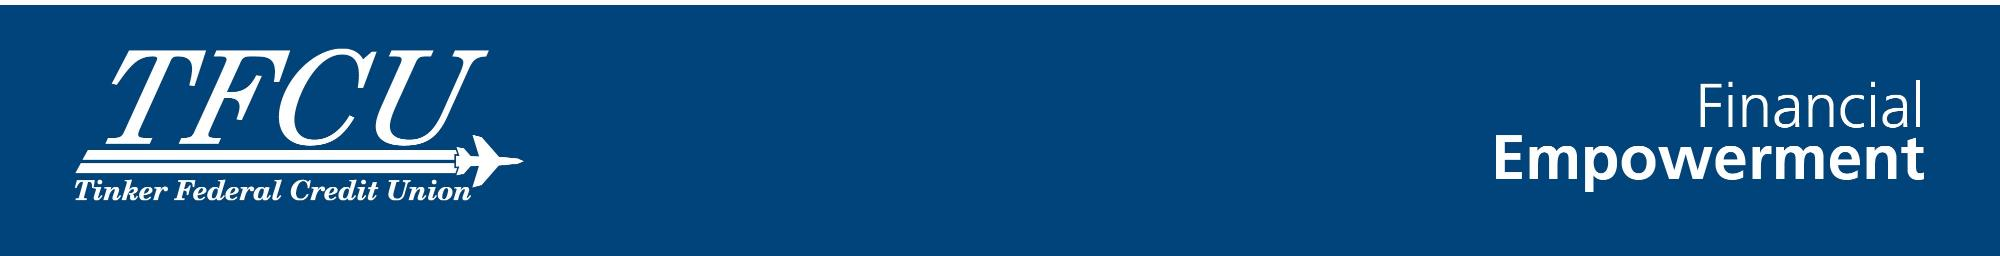 TFCU
Tinker Federal Credit Union
Financial
Empowerment